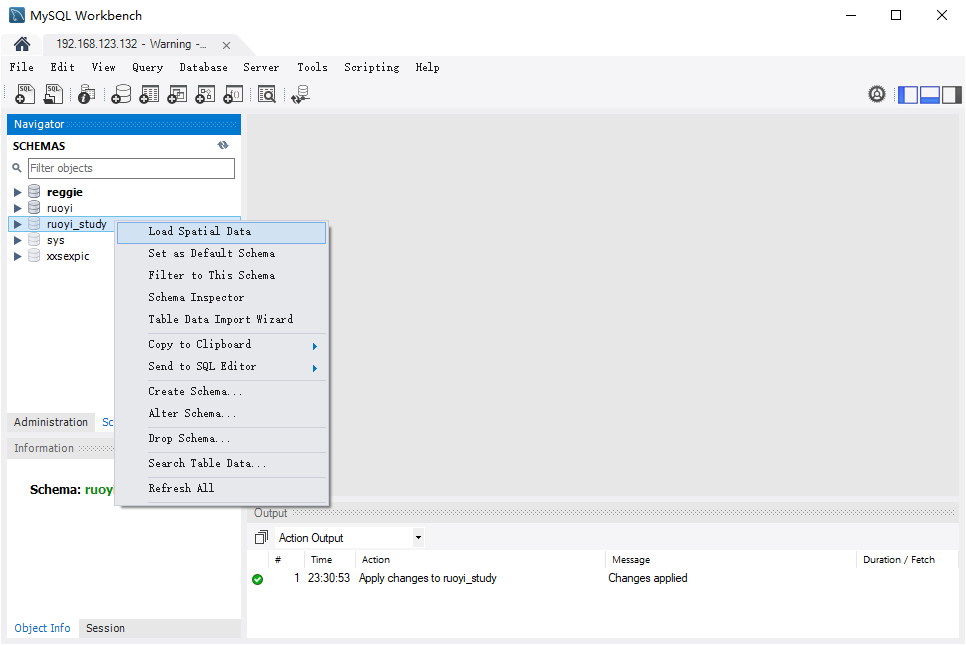 MySQL Workbench
192.168.123.132 - Warning -...
File Edit View Query Database Server Tools Scripting Help
Navigator
SCHEMAS
Filter objects
reggie
ruoyi
ruoyi_study
sys
xxsexpic
Load Spatial Data
Set as Default Schema
Filter to This Schema
Schema Inspector
Table Data Import Wizard
Copy to Clipboard
Send to SQL Editor
Create Schema...
Alter Schema...
Drop Schema...
Search Table Data...
Refresh All
Administration Sc
Information
Schema: ruoy
Object Info Session
Output
Action Output
# Time Action Message Duration / Fetch
1 23:30:53 Apply changes to ruoyi_study Changes applied